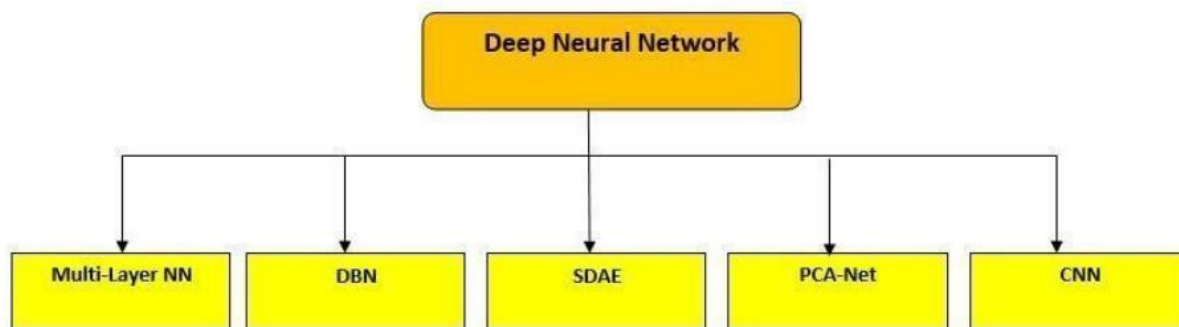 Deep Neural Network
Multi-Layer NN
DBN
SDAE
PCA-Net
CNN